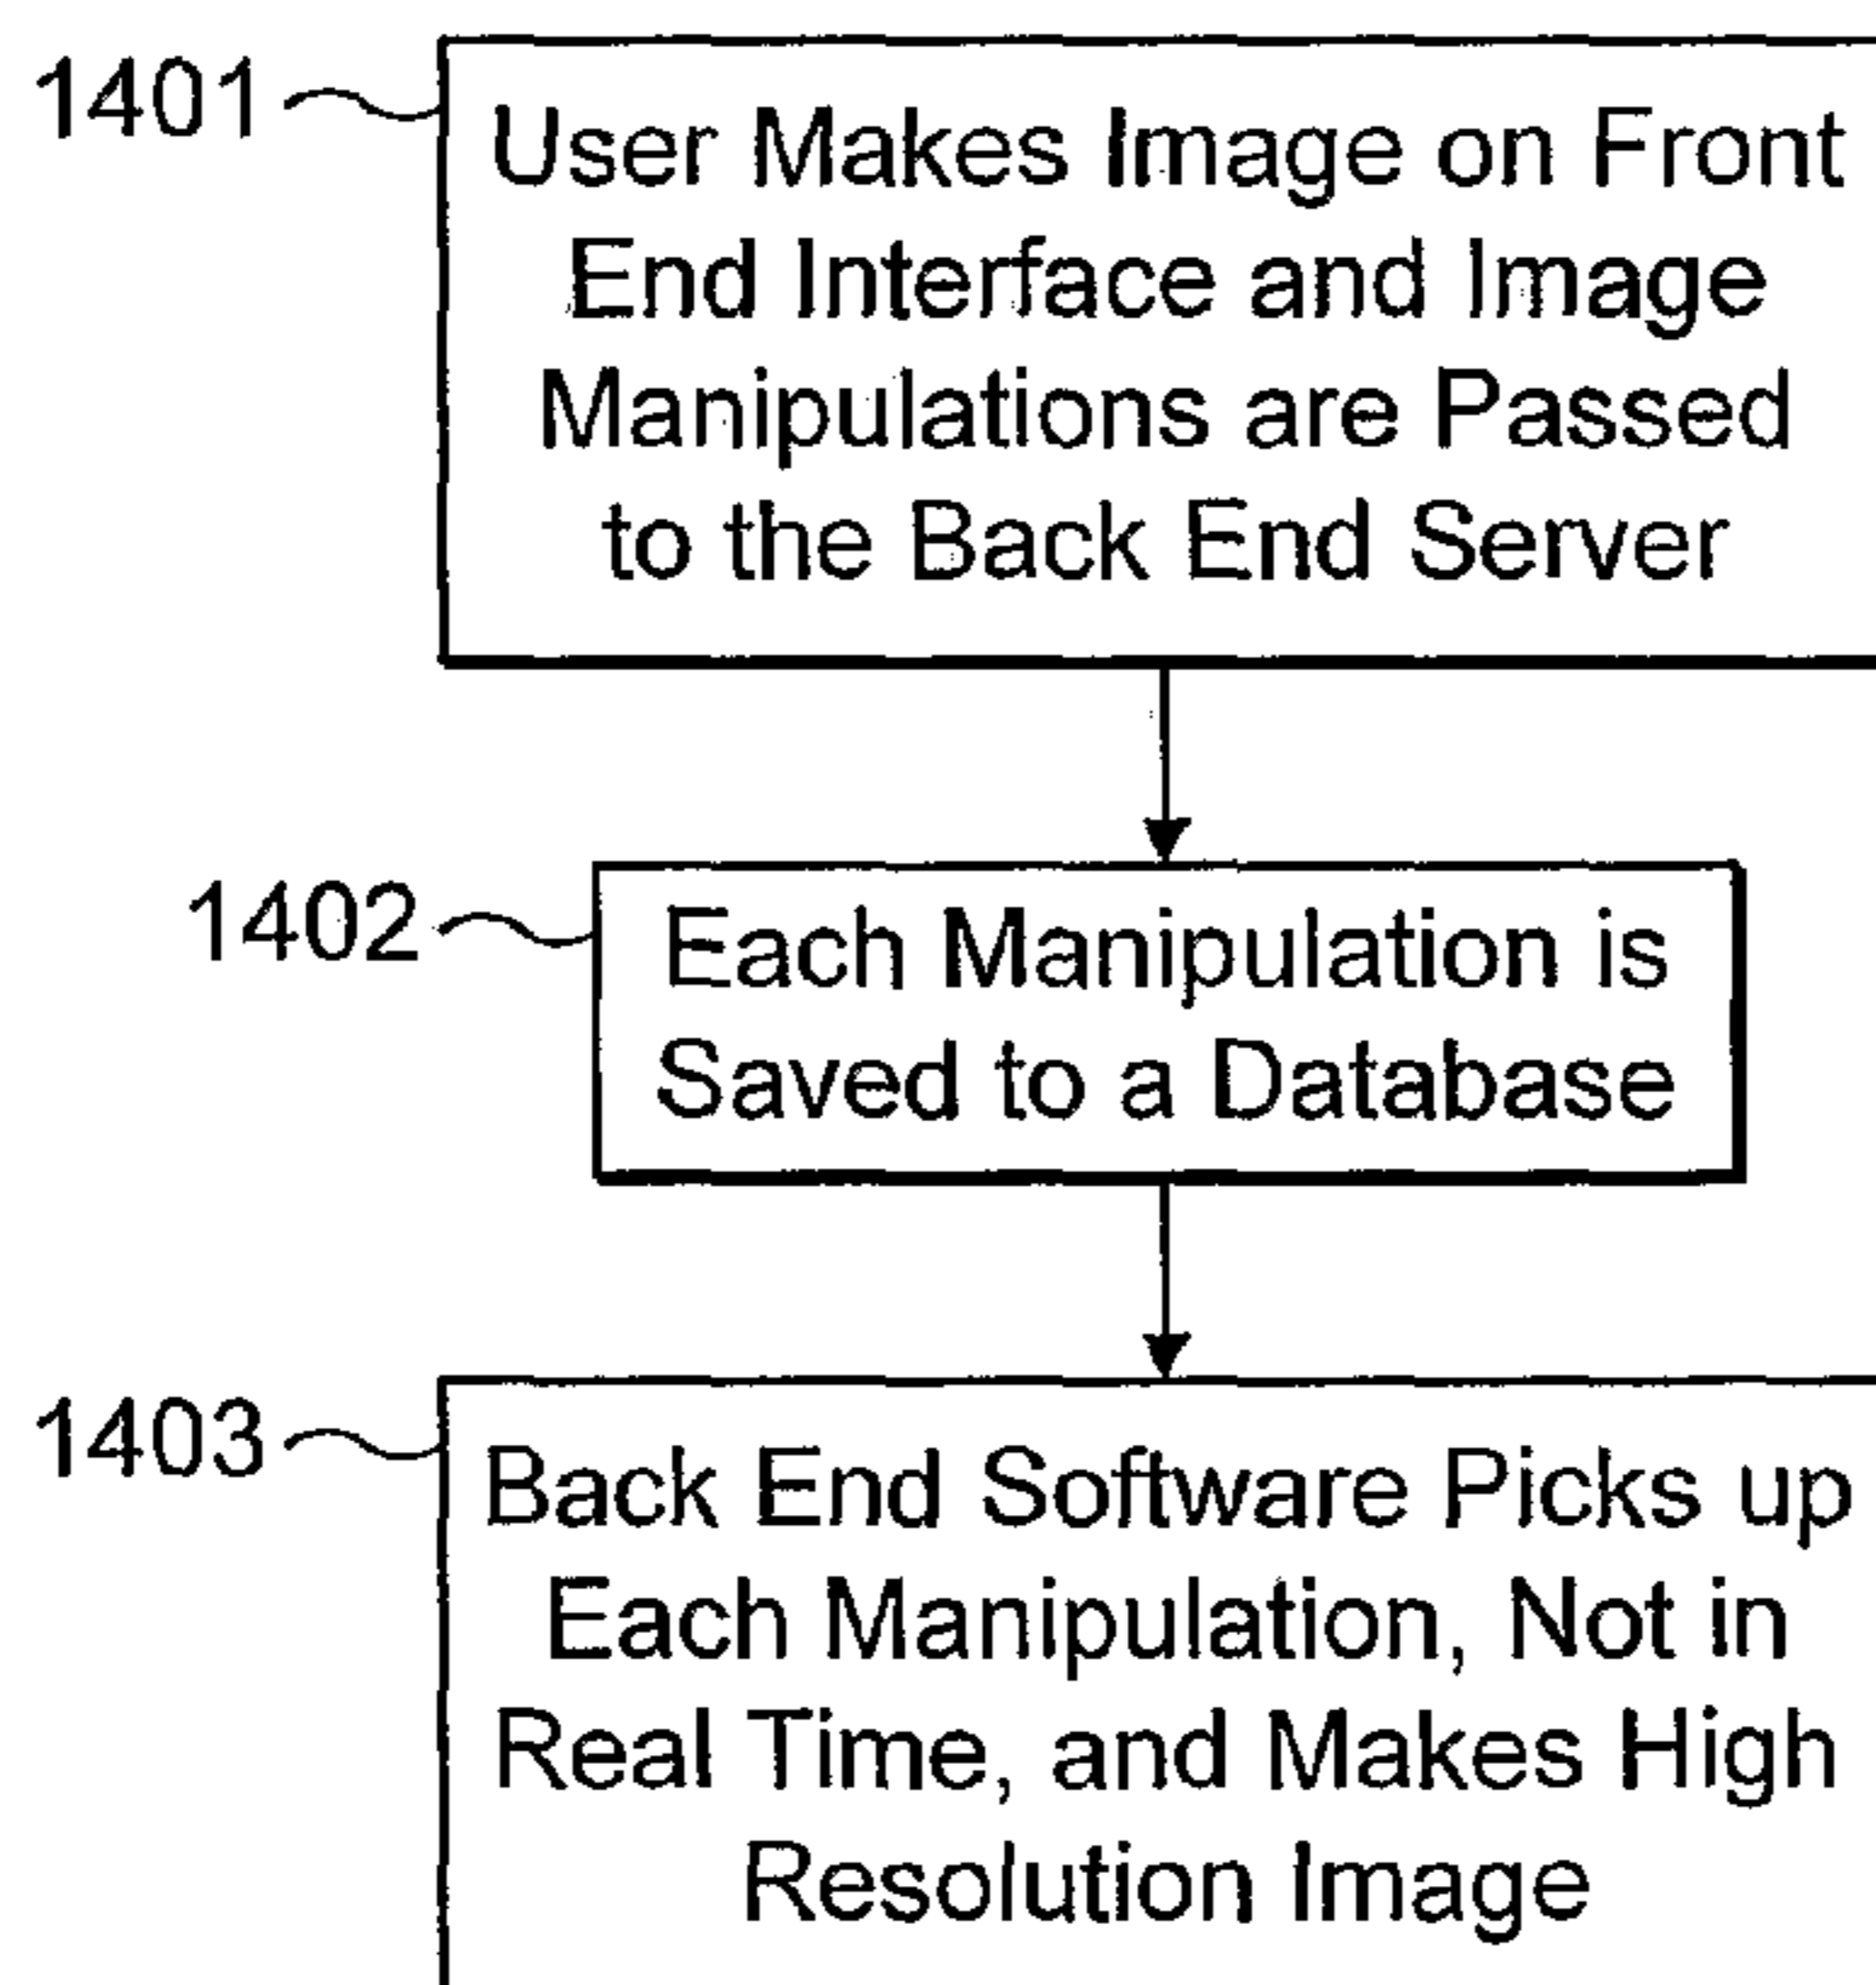 1401
User Makes Image on Front
End Interface and Image
Manipulations are Passed
to the Back End Server
1402
Each Manipulation is
Saved to a Database
1403
Back End Software Picks up
Each Manipulation, Not in
Real Time, and Makes High
Resolution Image